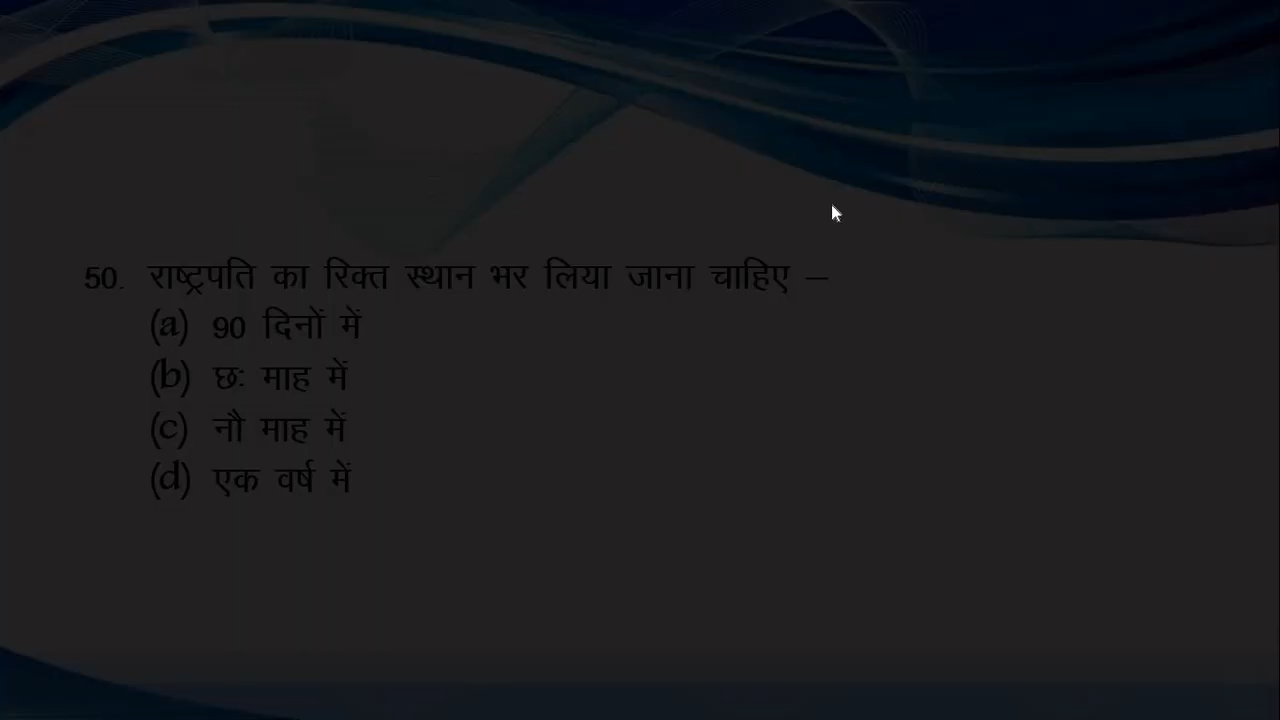 50. राष्ट्रपति का रिक्त स्थान भर लिया जाना चाहिए –
(a) 90 दिनों में
(b) छः माह में
(c) नौ माह में
(d) एक वर्ष में